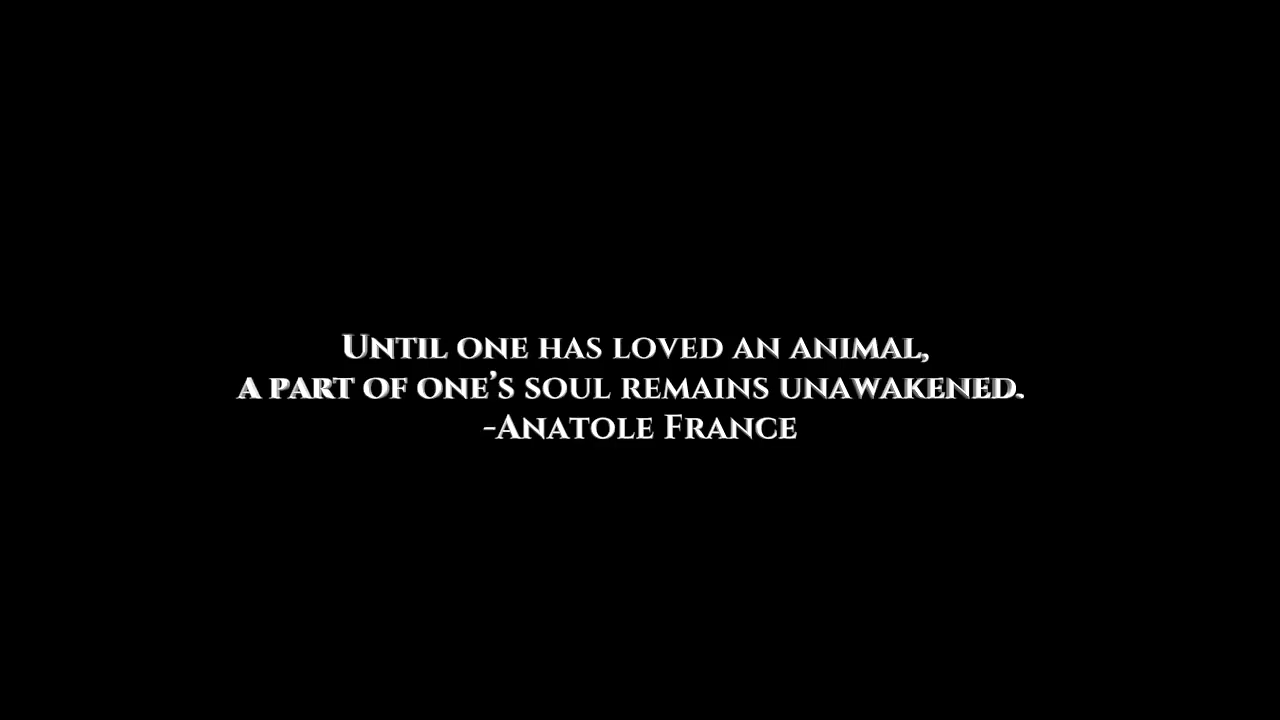 Until one has loved an animal,
a part of one’s soul remains unawakened.
-Anatole France